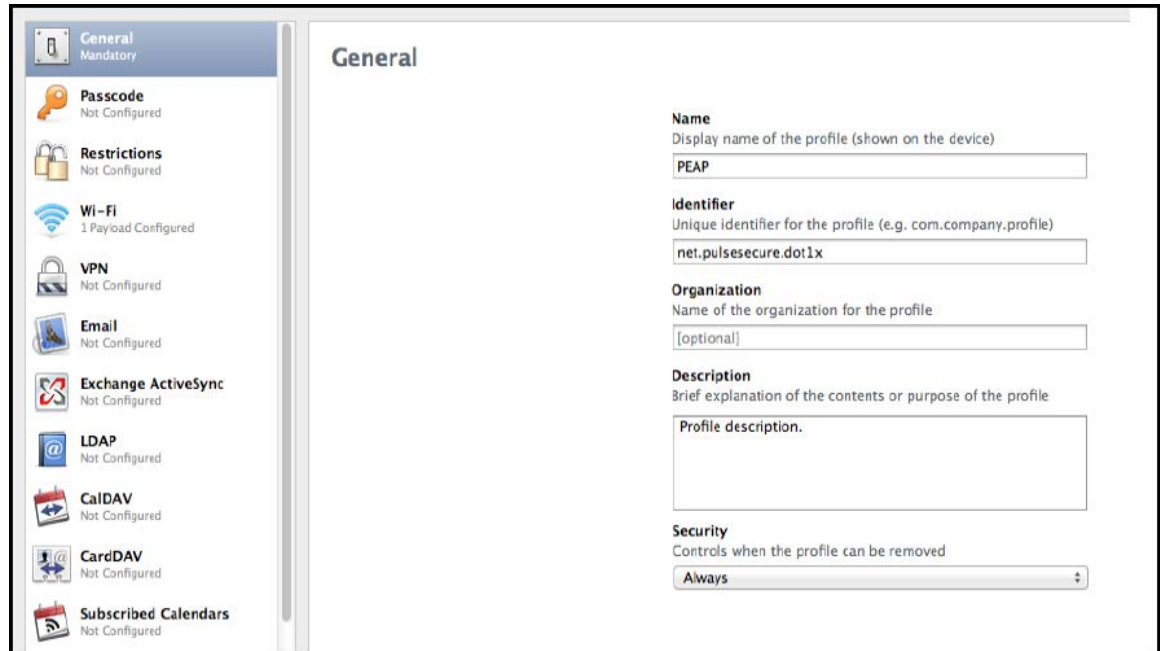 General
Mandatory
Passcode
Not Configured
Restrictions
Not Configured
Wi-Fi
1 Payload Configured
VPN
Not Configured
Email
Not Configured
Exchange ActiveSync
Not Configured
LDAP
Not Configured
CalDAV
Not Configured
CardDAV
Not Configured
Subscribed Calendars
Not Configured
General
Name
Display name of the profile (shown on the device)
PEAP
Identifier
Unique identifier for the profile (e.g. com.company.profile)
net.pulsesecure.dot1x
Organization
Name of the organization for the profile
[optional]
Description
Brief explanation of the contents or purpose of the profile
Profile description.
Security
Controls when the profile can be removed
Always